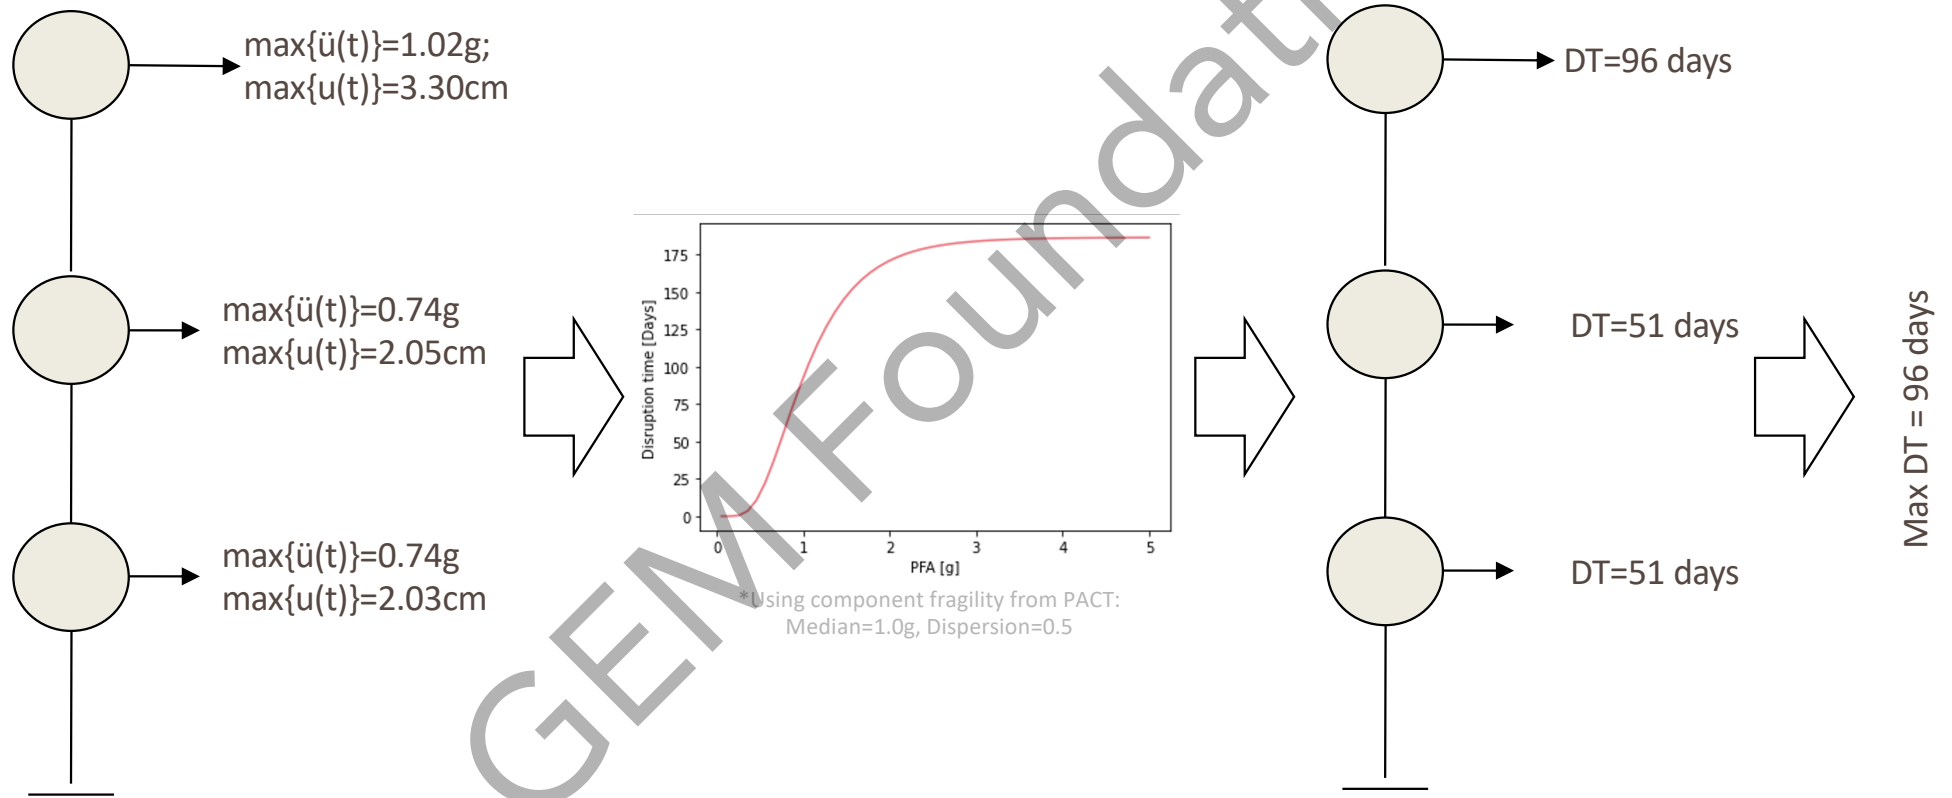 max{ü(t)}=1.02g;
max{u(t)}=3.30cm
max{ü(t)}=0.74g
max{u(t)}=2.05cm
max{ü(t)}=0.74g
max{u(t)}=2.03cm
Disruption time [Days]
175
150
125
100
75
50
25
0
0 1 2 3 4 5
PFA [g]
*Using component fragility from PACT:
Median=1.0g, Dispersion=0.5
DT=96 days
DT=51 days
DT=51 days
Max DT = 96 days
GEM Foundati